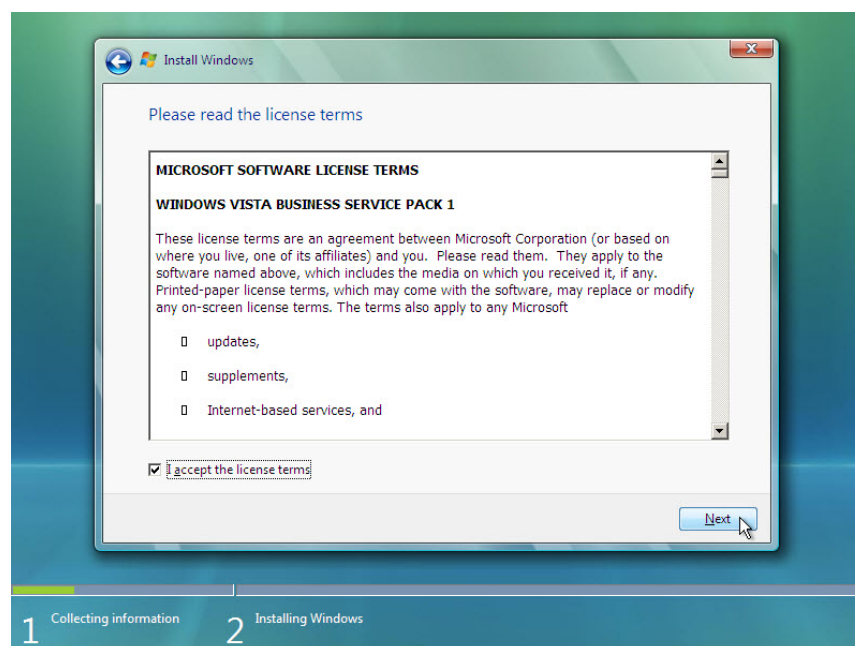 Install Windows
Please read the license terms
MICROSOFT SOFTWARE LICENSE TERMS
WINDOWS VISTA BUSINESS SERVICE PACK 1
These license terms are an agreement between Microsoft Corporation (or based on
where you live, one of its affiliates) and you.  Please read them.  They apply to the
software named above, which includes the media on which you received it, if any.
Printed-paper license terms, which may come with the software, may replace or modify
any on-screen license terms. The terms also apply to any Microsoft
updates,
supplements,
Internet-based services, and
I accept the license terms
Next
1 Collecting information
2 Installing Windows